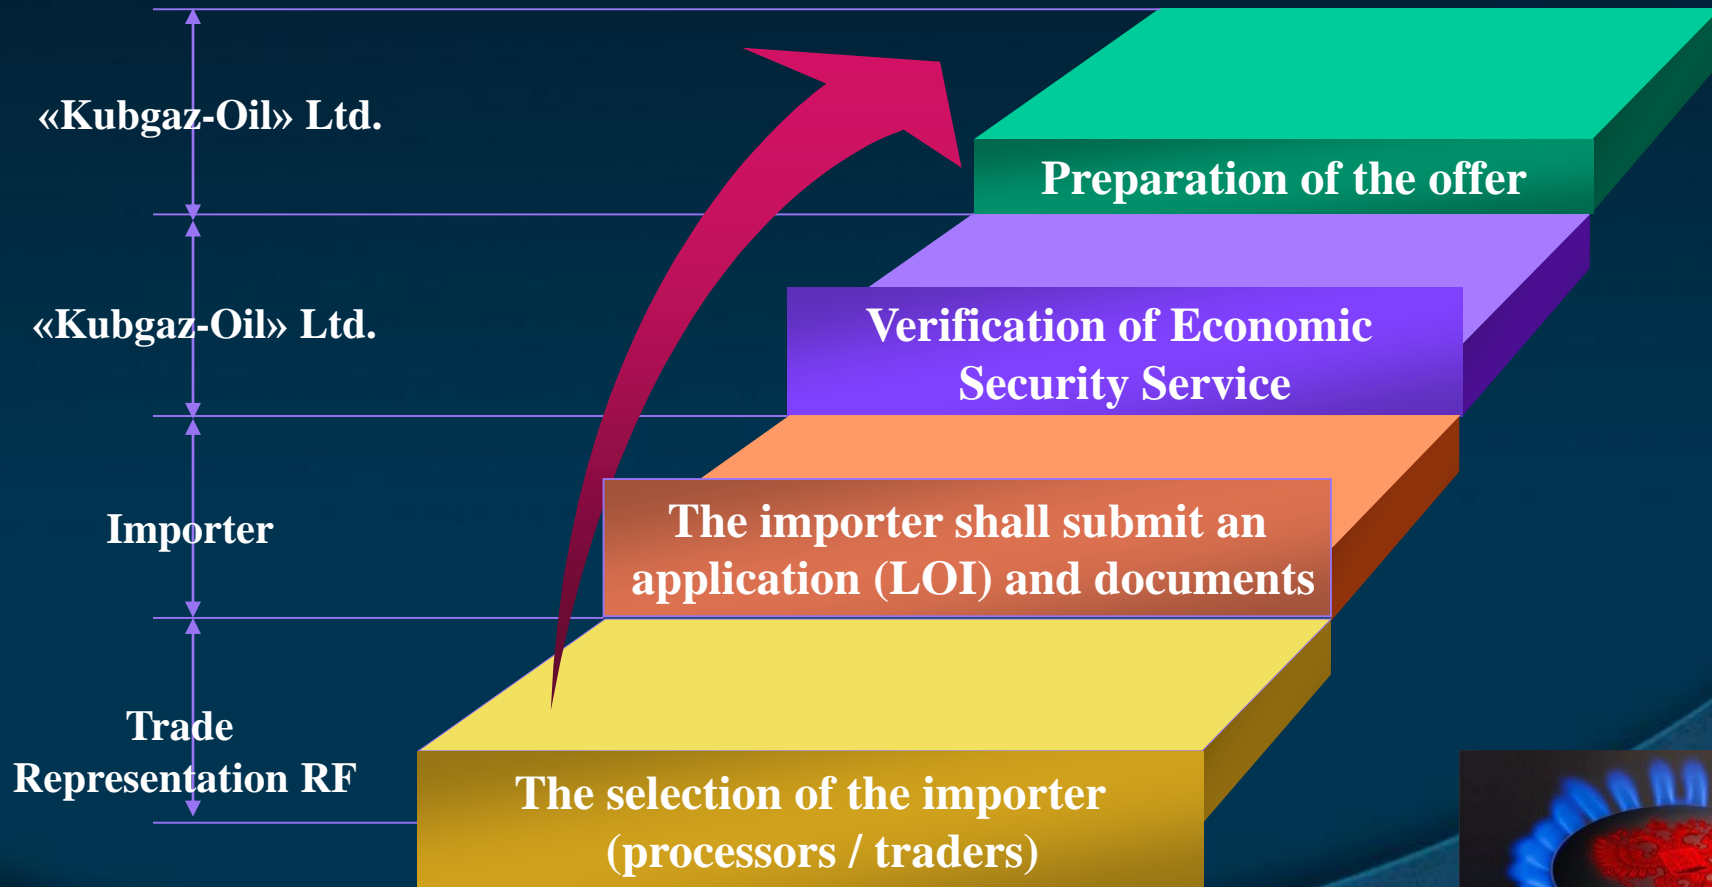 «Kubgaz-Oil» Ltd.
Preparation of the offer
«Kubgaz-Oil» Ltd.
Verification of Economic
Security Service
Importer
The importer shall submit an
application (LOI) and documents
Trade
Representation RF
The selection of the importer
(processors / traders)